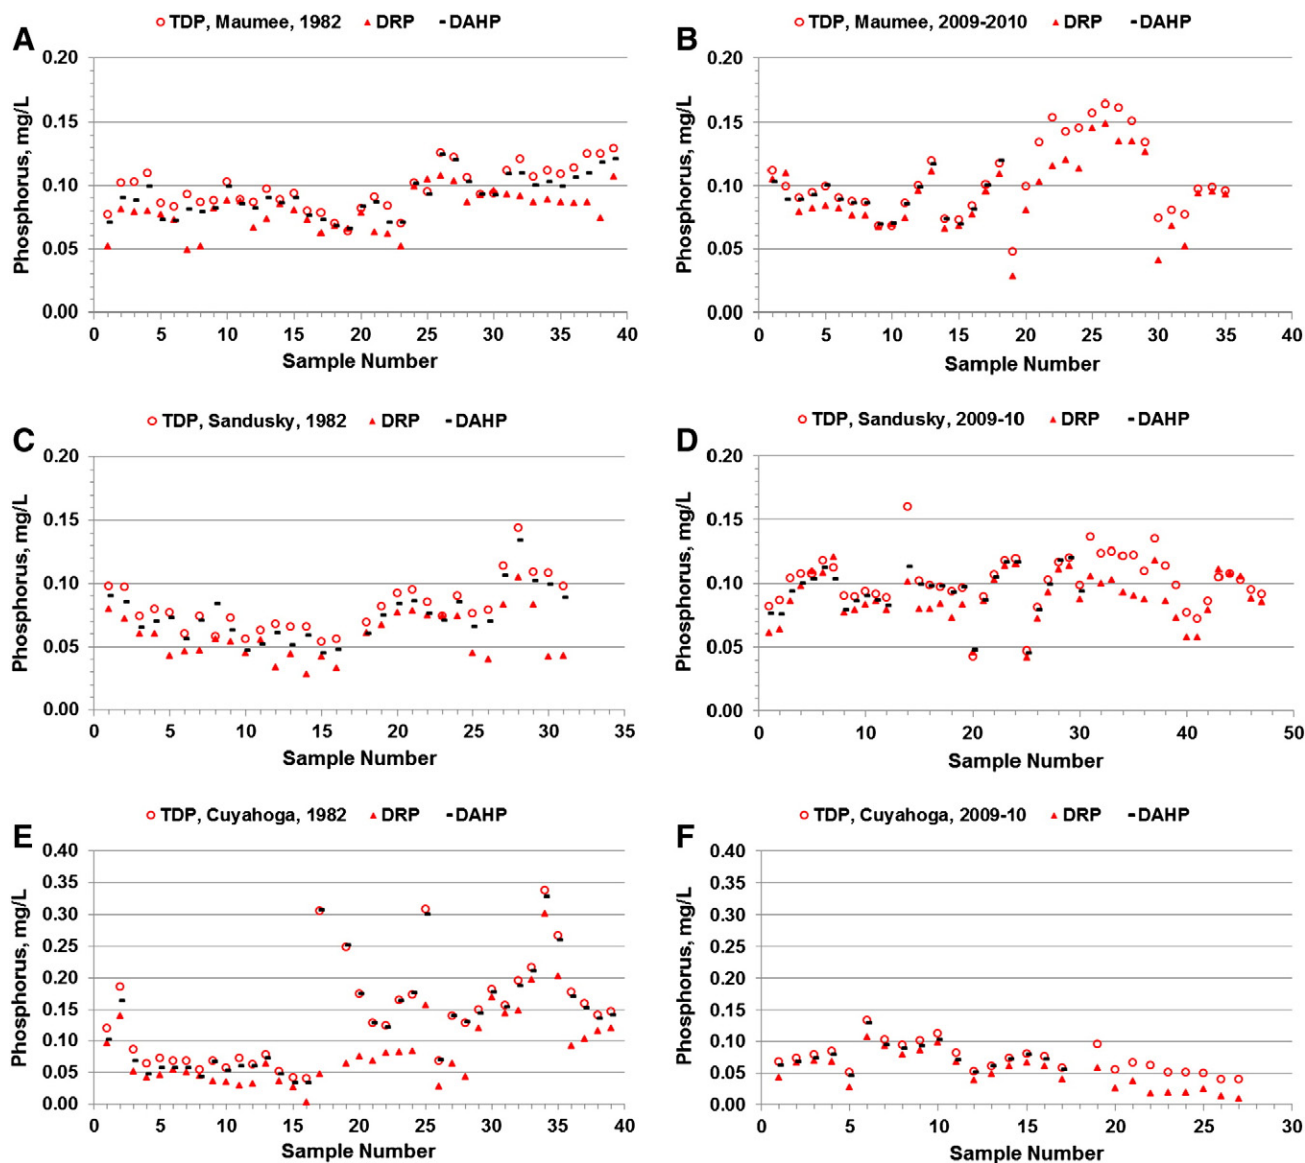 A
TDP, Maumee, 1982 DRP DAHP
Phosphorus, mg/L
0.20
0.15
0.10
0.05
0.00
0 5 10 15 20 25 30 35 40
Sample Number
B
TDP, Maumee, 2009-2010 DRP DAHP
Phosphorus, mg/L
0.20
0.15
0.10
0.05
0.00
0 5 10 15 20 25 30 35 40
Sample Number
C
TDP, Sandusky, 1982 DRP DAHP
Phosphorus, mg/L
0.20
0.15
0.10
0.05
0.00
0 5 10 15 20 25 30 35
Sample Number
D
TDP, Sandusky, 2009-10 DRP DAHP
Phosphorus, mg/L
0.20
0.15
0.10
0.05
0.00
0 10 20 30 40 50
Sample Number
E
TDP, Cuyahoga, 1982 DRP DAHP
Phosphorus, mg/L
0.40
0.35
0.30
0.25
0.20
0.15
0.10
0.05
0.00
0 5 10 15 20 25 30 35 40
Sample Number
F
TDP, Cuyahoga, 2009-10 DRP DAHP
Phosphorus, mg/L
0.40
0.35
0.30
0.25
0.20
0.15
0.10
0.05
0.00
0 5 10 15 20 25 30
Sample Number